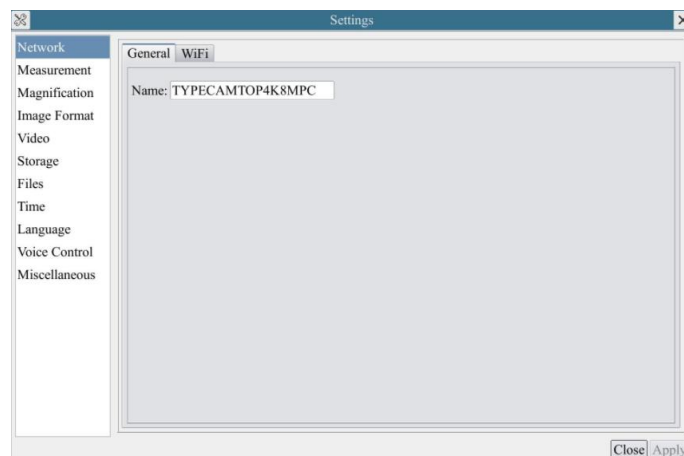 Settings
Network
Measurement
Magnification
Image Format
Video
Storage
Files
Time
Language
Voice Control
Miscellaneous
General WiFi
Name: TYPECAMTOP4K8MPC
Close Apply